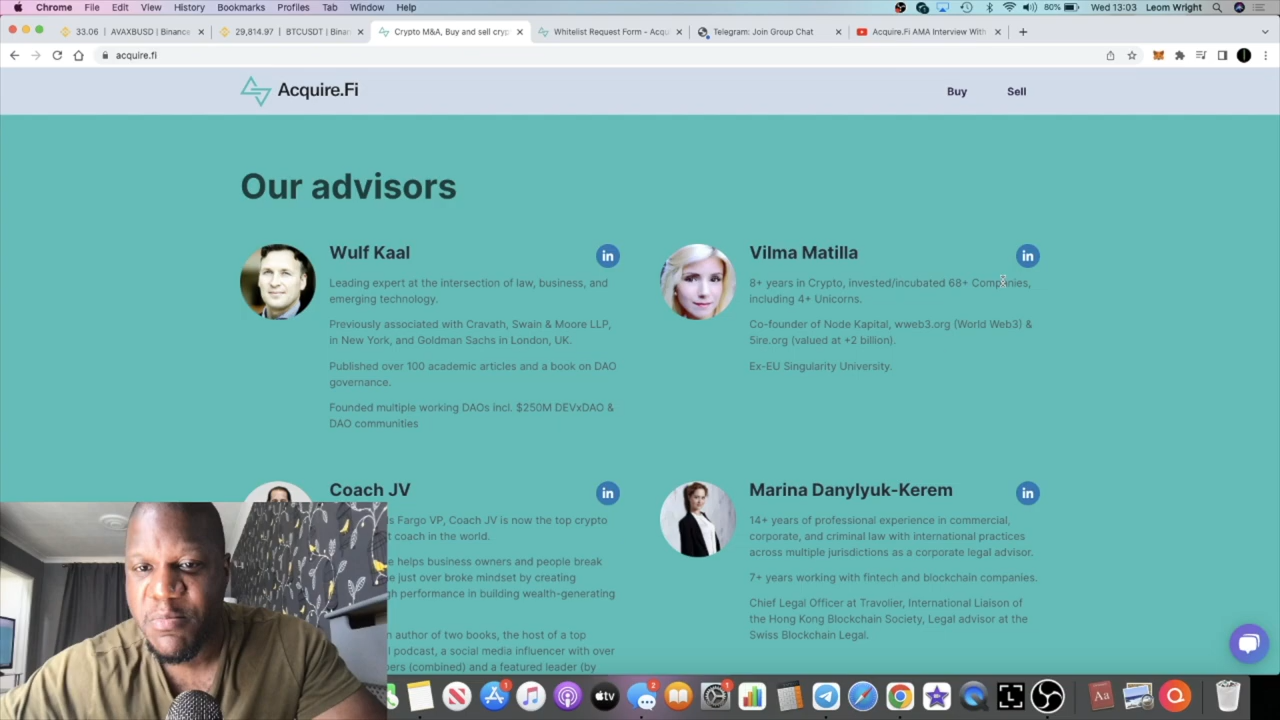 Chrome File Edit View History Bookmarks Profiles Tab Window Help 80% Wed 13:03 Leom Wright
33.06 | AVAXBUSD | Binance
29,814.97 | BTCUSDT | Binan
Crypto M&A, Buy and sell cryp
Whitelist Request Form - Acqu
Telegram: Join Group Chat
Acquire.Fi AMA Interview With
acquire.fi
Acquire.Fi
Buy Sell
Our advisors
Wulf Kaal
in
Leading expert at the intersection of law, business, and
emerging technology.
Previously associated with Cravath, Swain & Moore LLP,
in New York, and Goldman Sachs in London, UK.
Published over 100 academic articles and a book on DAO
governance.
Founded multiple working DAOs incl. $250M DEVxDAO &
DAO communities
Vilma Matilla
in
8+ years in Crypto, invested/incubated 68+ Companies,
including 4+ Unicorns.
Co-founder of Node Kapital, wweb3.org (World Web3) &
5ire.org (valued at +2 billion).
Ex-EU Singularity University.
Coach JV
in
s Fargo VP, Coach JV is now the top crypto
t coach in the world.
e helps business owners and people break
e just over broke mindset by creating
gh performance in building wealth-generating
n author of two books, the host of a top
l podcast, a social media influencer with over
ers (combined) and a featured leader (by
Marina Danylyuk-Kerem
in
14+ years of professional experience in commercial,
corporate, and criminal law with international practices
across multiple jurisdictions as a corporate legal advisor.
7+ years working with fintech and blockchain companies.
Chief Legal Officer at Travolier, International Liaison of
the Hong Kong Blockchain Society, Legal advisor at the
Swiss Blockchain Legal.
tv
Aa